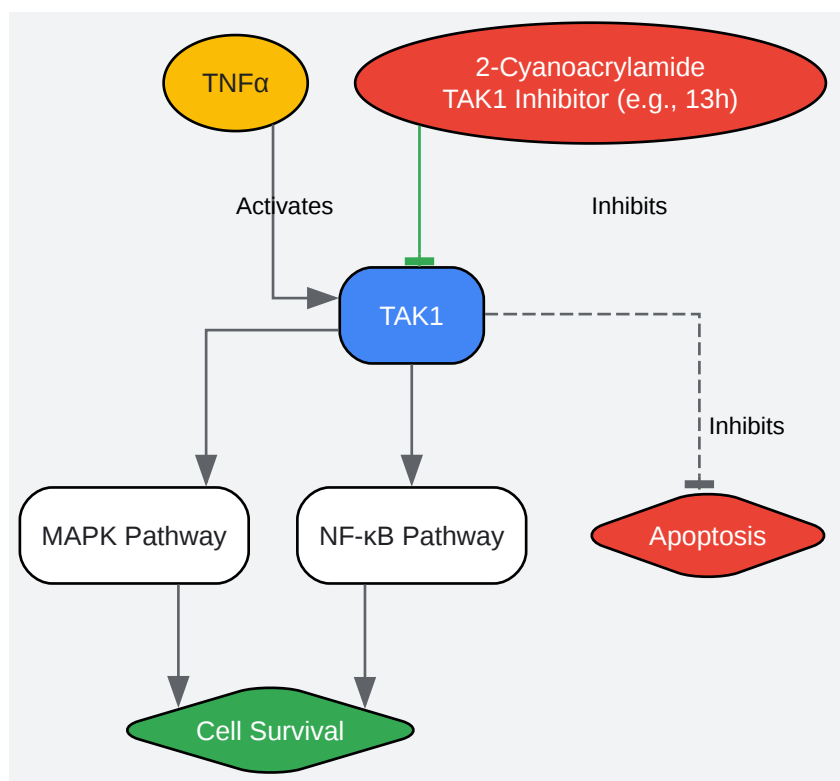 TNFα
2-Cyanoacrylamide
TAK1 Inhibitor (e.g., 13h)
Activates
Inhibits
TAK1
Inhibits
MAPK Pathway
NF-κB Pathway
Apoptosis
Cell Survival